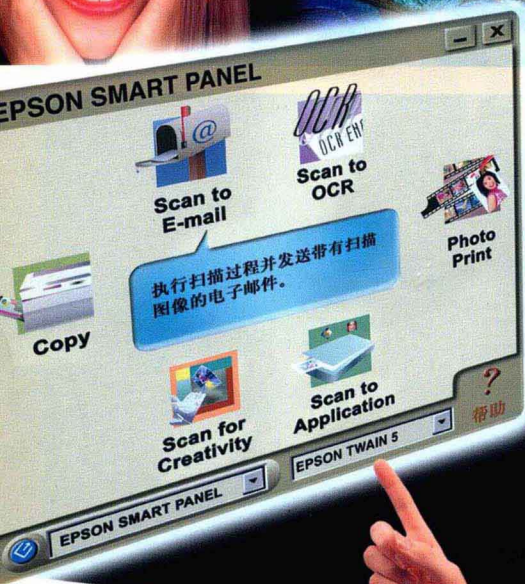 EPSON SMART PANEL
@
OCR
OCR
Scan to
E-mail
Scan to
OCR
Photo
Print
执行扫描过程并发送带有扫描
图像的电子邮件。
Copy
Scan for
Creativity
Scan to
Application
?
帮助
EPSON SMART PANEL
EPSON TWAIN 5